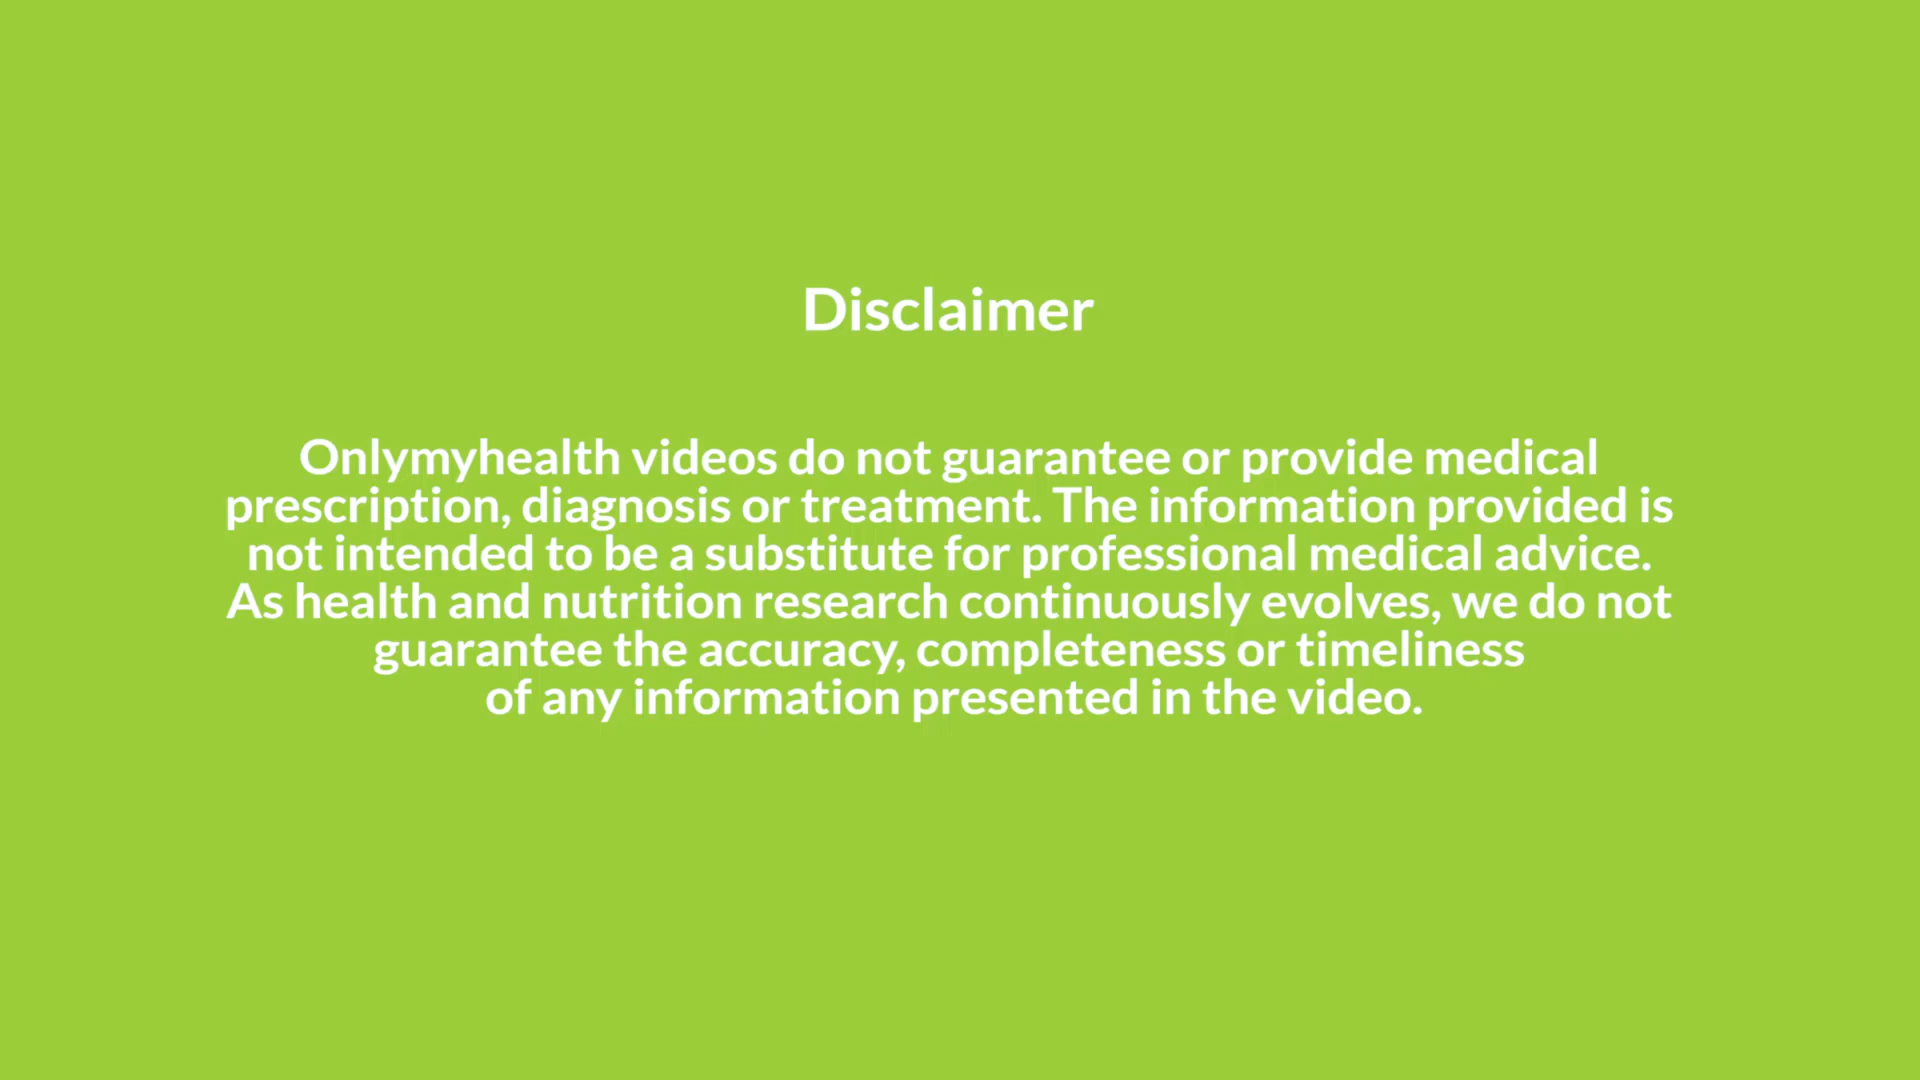 Disclaimer
Onlymyhealth videos do not guarantee or provide medical
prescription, diagnosis or treatment. The information provided is
not intended to be a substitute for professional medical advice.
As health and nutrition research continuously evolves, we do not
guarantee the accuracy, completeness or timeliness
of any information presented in the video.